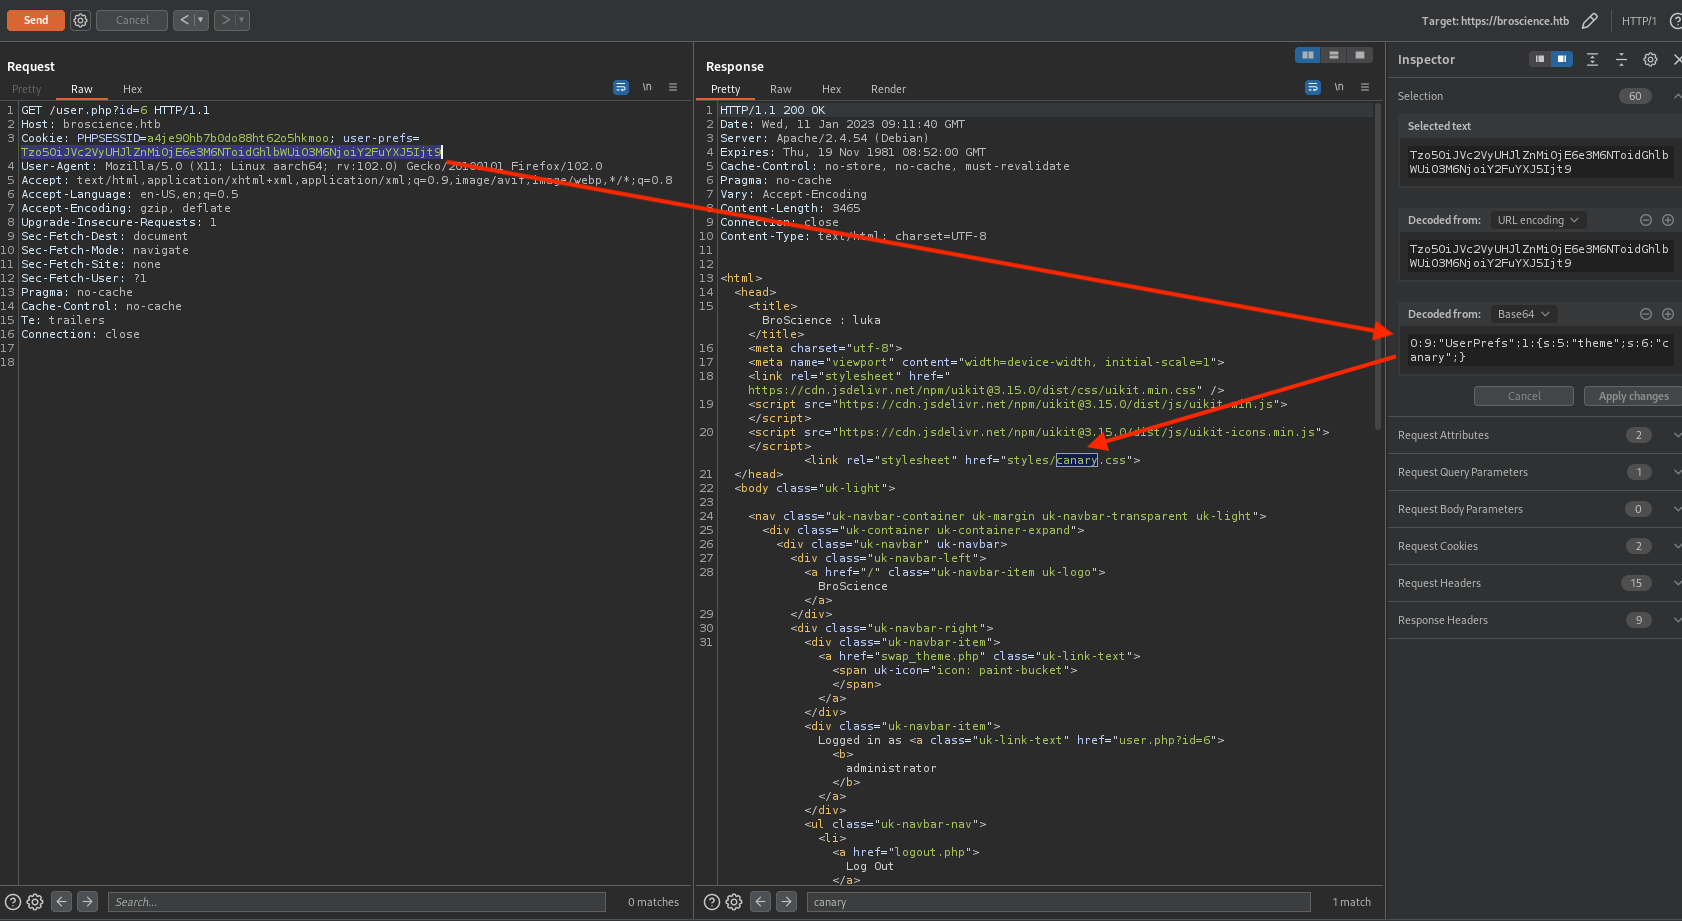 Send
Cancel
< ▾
> ▾
Target: https://broscience.htb
HTTP/1
Request
Pretty
Raw
Hex
\n
1 GET /user.php?id=6 HTTP/1.1
2 Host: broscience.htb
3 Cookie: PHPSESSID=a4je90hb7b0do88ht62o5hkmoo; user-prefs=
Tzo5OiJVc2VyUHJlZnMiOjE6e3M6NToidGhlbWUiO3M6NjoiY2FuYXJ5Ijt9
4 User-Agent: Mozilla/5.0 (X11; Linux aarch64; rv:102.0) Gecko/20100101 Firefox/102.0
5 Accept: text/html,application/xhtml+xml,application/xml;q=0.9,image/avif,image/webp,*/*;q=0.8
6 Accept-Language: en-US,en;q=0.5
7 Accept-Encoding: gzip, deflate
8 Upgrade-Insecure-Requests: 1
9 Sec-Fetch-Dest: document
10 Sec-Fetch-Mode: navigate
11 Sec-Fetch-Site: none
12 Sec-Fetch-User: ?1
13 Pragma: no-cache
14 Cache-Control: no-cache
15 Te: trailers
16 Connection: close
17
18
Search...
0 matches
Response
Pretty
Raw
Hex
Render
\n
1 HTTP/1.1 200 OK
2 Date: Wed, 11 Jan 2023 09:11:40 GMT
3 Server: Apache/2.4.54 (Debian)
4 Expires: Thu, 19 Nov 1981 08:52:00 GMT
5 Cache-Control: no-store, no-cache, must-revalidate
6 Pragma: no-cache
7 Vary: Accept-Encoding
8 Content-Length: 3465
9 Connection: close
10 Content-Type: text/html; charset=UTF-8
11
12
13 <html>
14 <head>
15 <title>
BroScience : luka
</title>
16 <meta charset="utf-8">
17 <meta name="viewport" content="width=device-width, initial-scale=1">
18 <link rel="stylesheet" href="
https://cdn.jsdelivr.net/npm/uikit@3.15.0/dist/css/uikit.min.css" />
19 <script src="https://cdn.jsdelivr.net/npm/uikit@3.15.0/dist/js/uikit.min.js">
</script>
20 <script src="https://cdn.jsdelivr.net/npm/uikit@3.15.0/dist/js/uikit-icons.min.js">
</script>
<link rel="stylesheet" href="styles/canary.css">
21 </head>
22 <body class="uk-light">
23
24 <nav class="uk-navbar-container uk-margin uk-navbar-transparent uk-light">
25 <div class="uk-container uk-container-expand">
26 <div class="uk-navbar" uk-navbar>
27 <div class="uk-navbar-left">
28 <a href="/" class="uk-navbar-item uk-logo">
BroScience
</a>
29 </div>
30 <div class="uk-navbar-right">
31 <div class="uk-navbar-item">
<a href="swap_theme.php" class="uk-link-text">
<span uk-icon="icon: paint-bucket">
</span>
</a>
</div>
<div class="uk-navbar-item">
Logged in as <a class="uk-link-text" href="user.php?id=6">
<b>
administrator
</b>
</a>
</div>
<ul class="uk-navbar-nav">
<li>
<a href="logout.php">
Log Out
</a>
canary
1 match
Inspector
Selection 60
Selected text
Tzo5OiJVc2VyUHJlZnMiOjE6e3M6NToidGhlb
WUiO3M6NjoiY2FuYXJ5Ijt9
Decoded from: URL encoding
Tzo5OiJVc2VyUHJlZnMiOjE6e3M6NToidGhlb
WUiO3M6NjoiY2FuYXJ5Ijt9
Decoded from: Base64
O:9:"UserPrefs":1:{s:5:"theme";s:6:"c
anary";}
Cancel
Apply changes
Request Attributes 2
Request Query Parameters 1
Request Body Parameters 0
Request Cookies 2
Request Headers 15
Response Headers 9